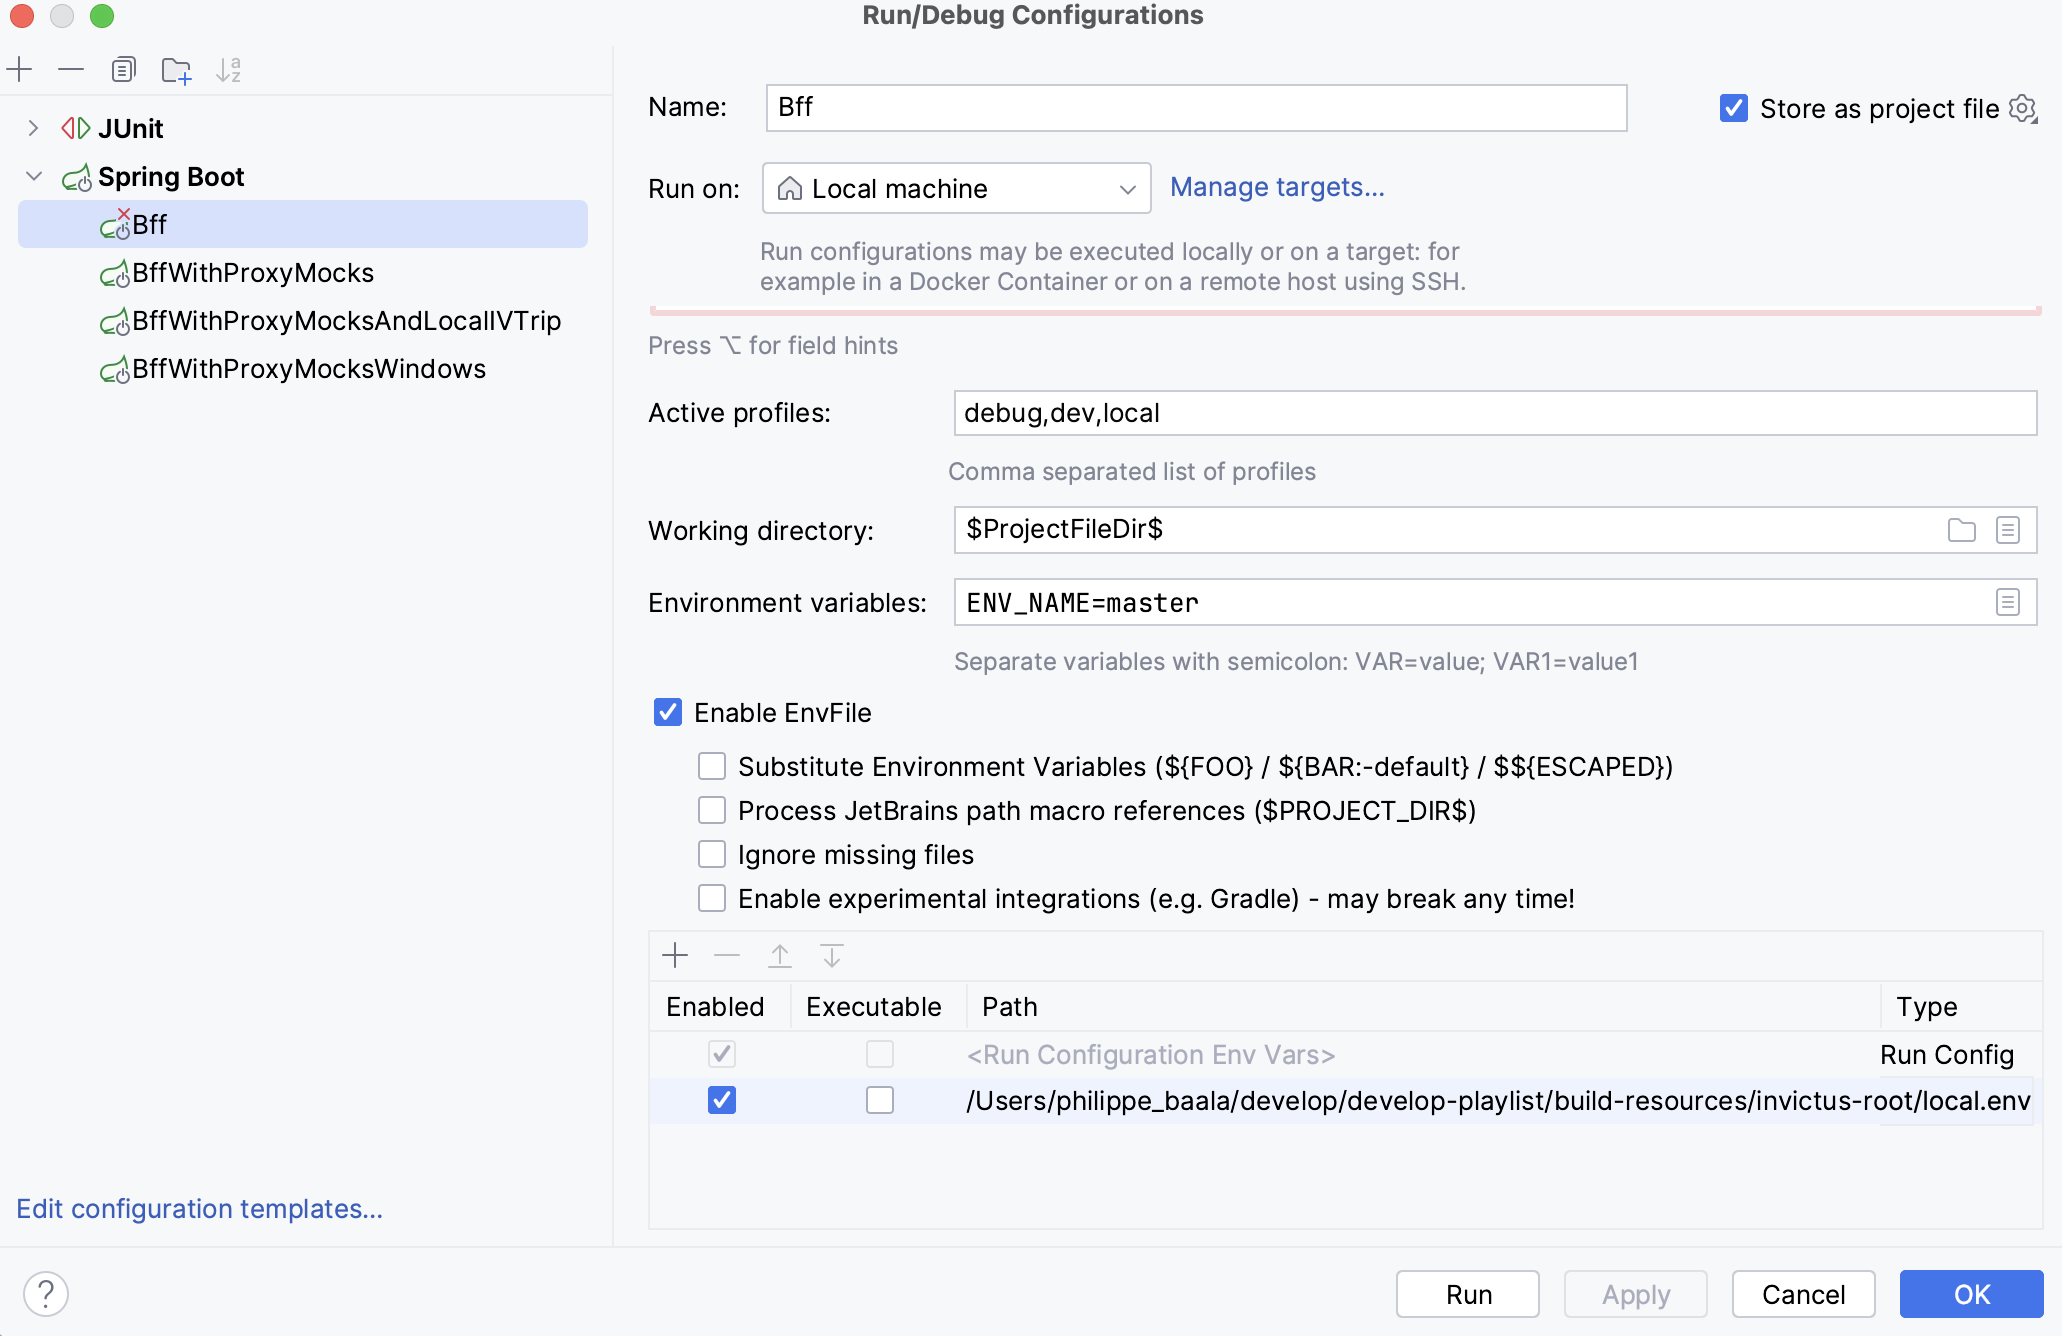 Run/Debug Configurations
JUnit
Spring Boot
Bff
BffWithProxyMocks
BffWithProxyMocksAndLocalIVTrip
BffWithProxyMocksWindows
Edit configuration templates...
Name:
Bff
Store as project file
Run on:
Local machine
Manage targets...
Run configurations may be executed locally or on a target: for
example in a Docker Container or on a remote host using SSH.
Press ⌥ for field hints
Active profiles:
debug,dev,local
Comma separated list of profiles
Working directory:
$ProjectFileDir$
Environment variables:
ENV_NAME=master
Separate variables with semicolon: VAR=value; VAR1=value1
Enable EnvFile
Substitute Environment Variables (${FOO} / ${BAR:-default} / $${ESCAPED})
Process JetBrains path macro references ($PROJECT_DIR$)
Ignore missing files
Enable experimental integrations (e.g. Gradle) - may break any time!
Enabled Executable Path Type
<Run Configuration Env Vars> Run Config
/Users/philippe_baala/develop/develop-playlist/build-resources/invictus-root/local.env
? Run Apply Cancel OK